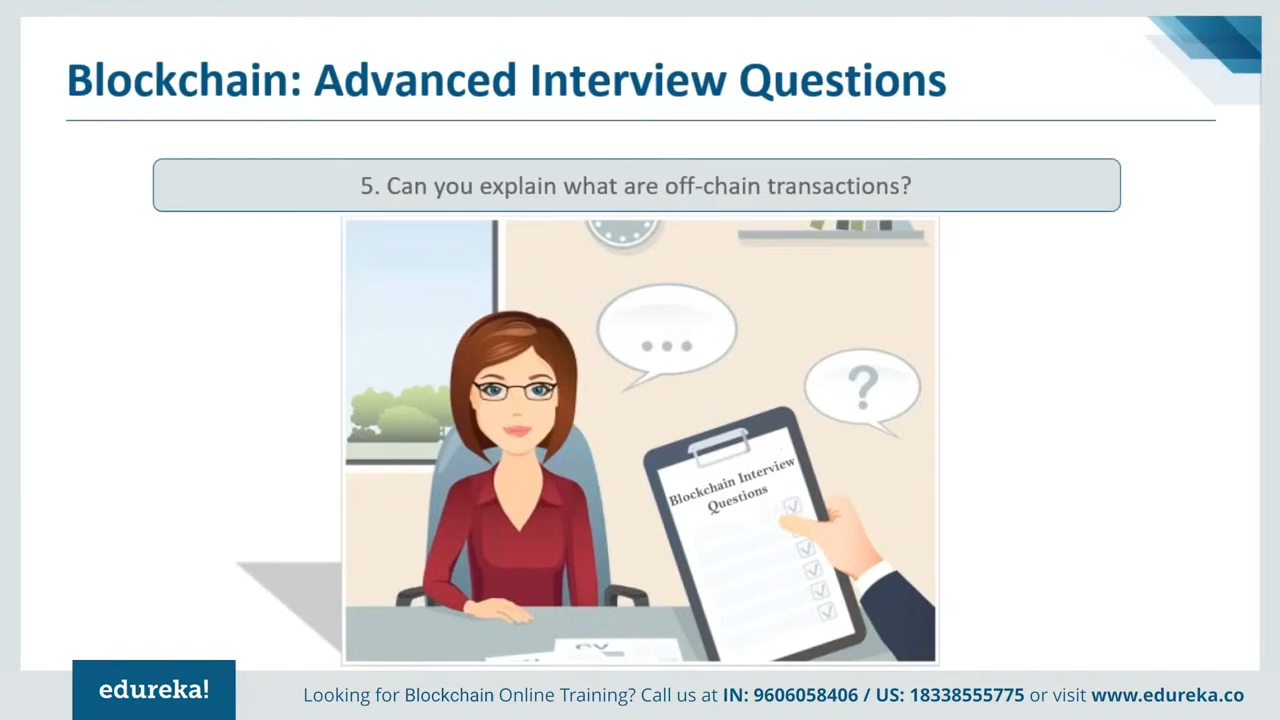 Blockchain: Advanced Interview Questions
5. Can you explain what are off-chain transactions?
?
Blockchain Interview
Questions
CV
edureka!
Looking for Blockchain Online Training? Call us at IN: 9606058406 / US: 18338555775 or visit www.edureka.co